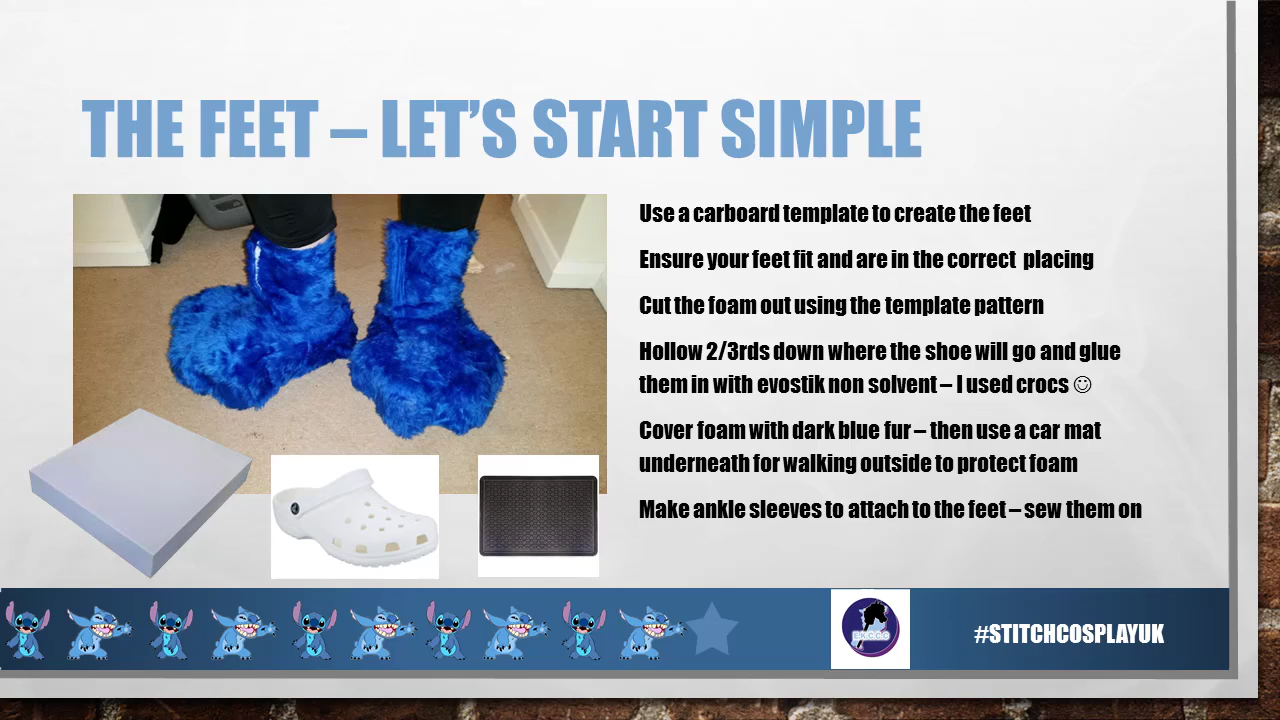 THE FEET – LET'S START SIMPLE
Use a carboard template to create the feet
Ensure your feet fit and are in the correct placing
Cut the foam out using the template pattern
Hollow 2/3rds down where the shoe will go and glue
them in with evostik non solvent – I used crocs ☺
Cover foam with dark blue fur – then use a car mat
underneath for walking outside to protect foam
Make ankle sleeves to attach to the feet – sew them on
E.K.C.C.C
#STITCHCOSPLAYUK